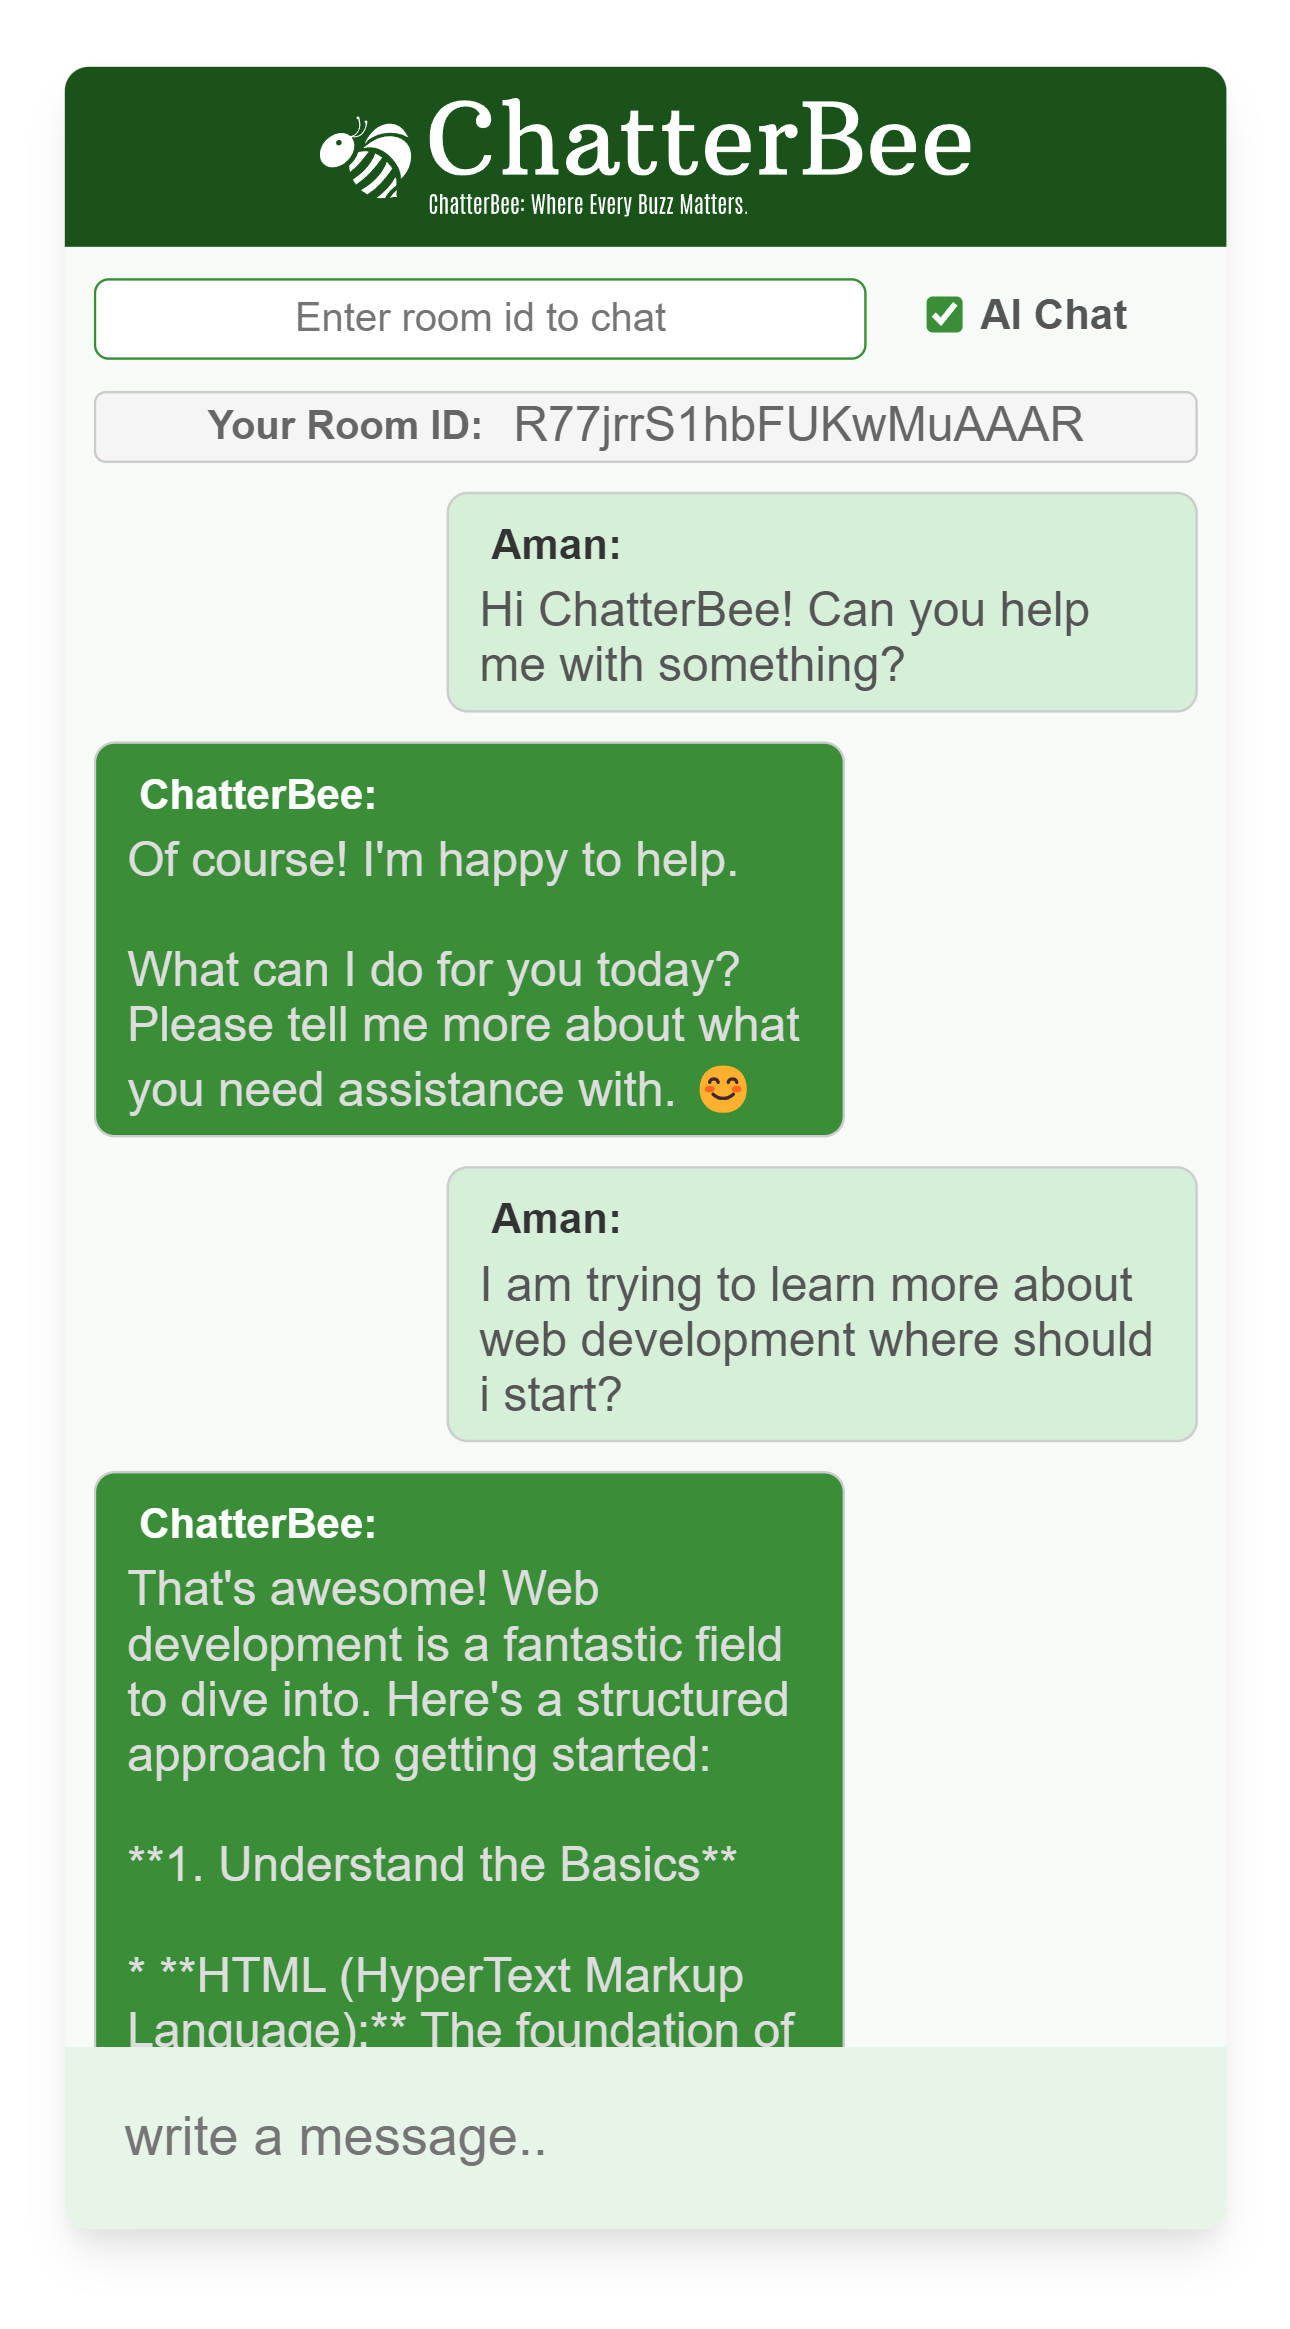 ChatterBee
ChatterBee: Where Every Buzz Matters.
Enter room id to chat
AI Chat
Your Room ID: R77jrrS1hbFUKwMuAAAR
Aman:
Hi ChatterBee! Can you help
me with something?
ChatterBee:
Of course! I'm happy to help.
What can I do for you today?
Please tell me more about what
you need assistance with. 😊
Aman:
I am trying to learn more about
web development where should
i start?
ChatterBee:
That's awesome! Web
development is a fantastic field
to dive into. Here's a structured
approach to getting started:
**1. Understand the Basics**
* **HTML (HyperText Markup
Language):** The foundation of
write a message..